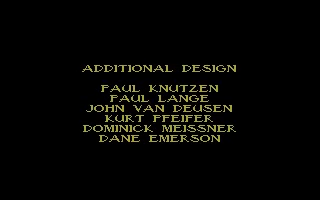 ADDITIONAL DESIGN
PAUL KNUTZEN
PAUL LANGE
JOHN VAN DEUSEN
KURT PFEIFER
DOMINICK MEISSNER
DANE EMERSON